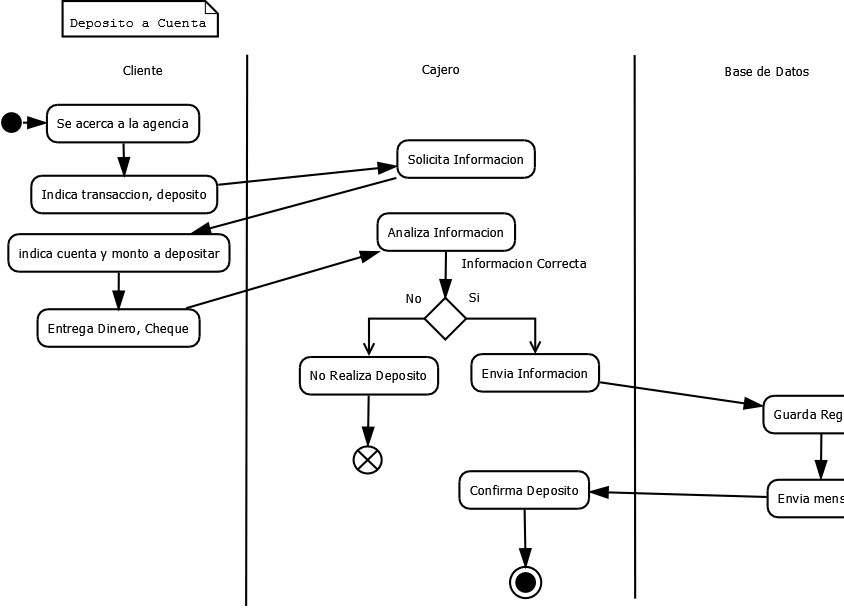 Deposito a Cuenta
Cliente
Cajero
Base de Datos
Se acerca a la agencia
Solicita Informacion
Indica transaccion, deposito
Analiza Informacion
indica cuenta y monto a depositar
Informacion Correcta
No
Si
Entrega Dinero, Cheque
No Realiza Deposito
Envia Informacion
Guarda Reg
Confirma Deposito
Envia mens